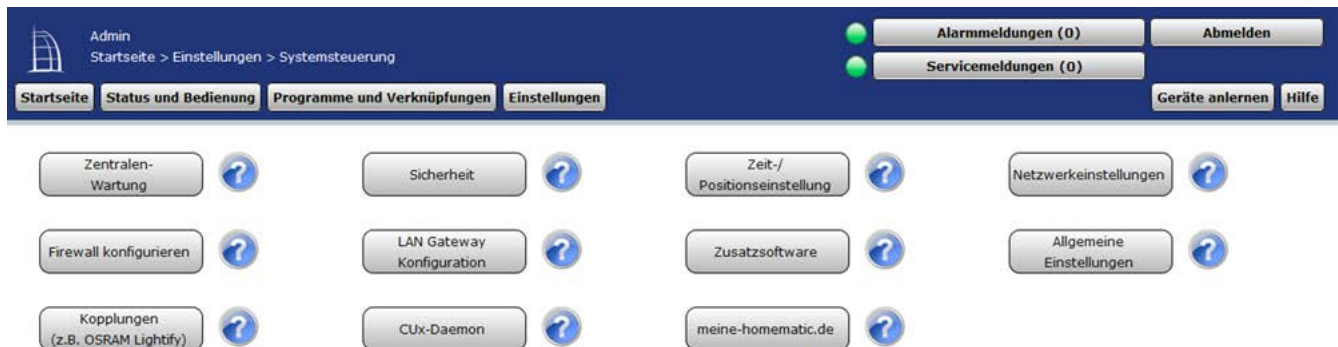 Admin
Alarmmeldungen (0)
Abmelden
Startseite > Einstellungen > Systemsteuerung
Servicemeldungen (0)
Startseite
Status und Bedienung
Programme und Verknüpfungen
Einstellungen
Geräte anlernen
Hilfe
Zentralen-
Wartung
?
Sicherheit
?
Zeit-/
Positionseinstellung
?
Netzwerkeinstellungen
?
Firewall konfigurieren
?
LAN Gateway
Konfiguration
?
Zusatzsoftware
?
Allgemeine
Einstellungen
?
Kopplungen
(z.B. OSRAM Lightify)
?
CUx-Daemon
?
meine-homematic.de
?